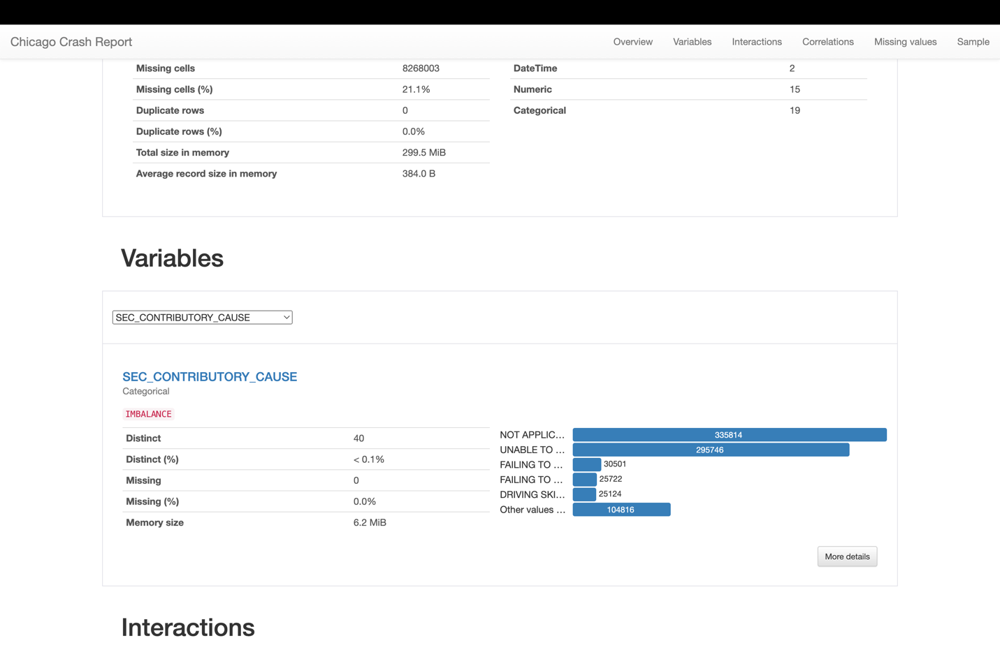 Chicago Crash Report
Overview Variables Interactions Correlations Missing values Sample
Missing cells 8268003
Missing cells (%) 21.1%
Duplicate rows 0
Duplicate rows (%) 0.0%
Total size in memory 299.5 MiB
Average record size in memory 384.0 B
DateTime 2
Numeric 15
Categorical 19
Variables
SEC_CONTRIBUTORY_CAUSE
SEC_CONTRIBUTORY_CAUSE
Categorical
IMBALANCE
Distinct 40
Distinct (%) < 0.1%
Missing 0
Missing (%) 0.0%
Memory size 6.2 MiB
NOT APPLIC... 335814
UNABLE TO ... 295746
FAILING TO ... 30501
FAILING TO ... 25722
DRIVING SKI... 25124
Other values ... 104816
More details
Interactions